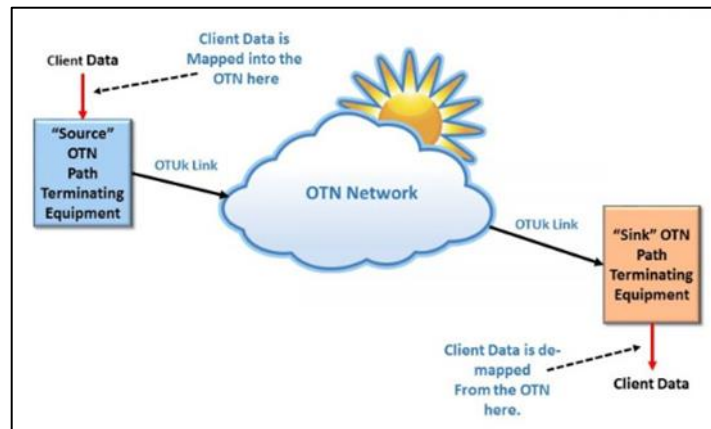 Client Data is
Mapped into the
OTN here
Client Data
"Source"
OTN
Path
Terminating
Equipment
OTUk Link
OTN Network
OTUk Link
"Sink" OTN
Path
Terminating
Equipment
Client Data is de-
mapped
From the OTN
here.
Client Data